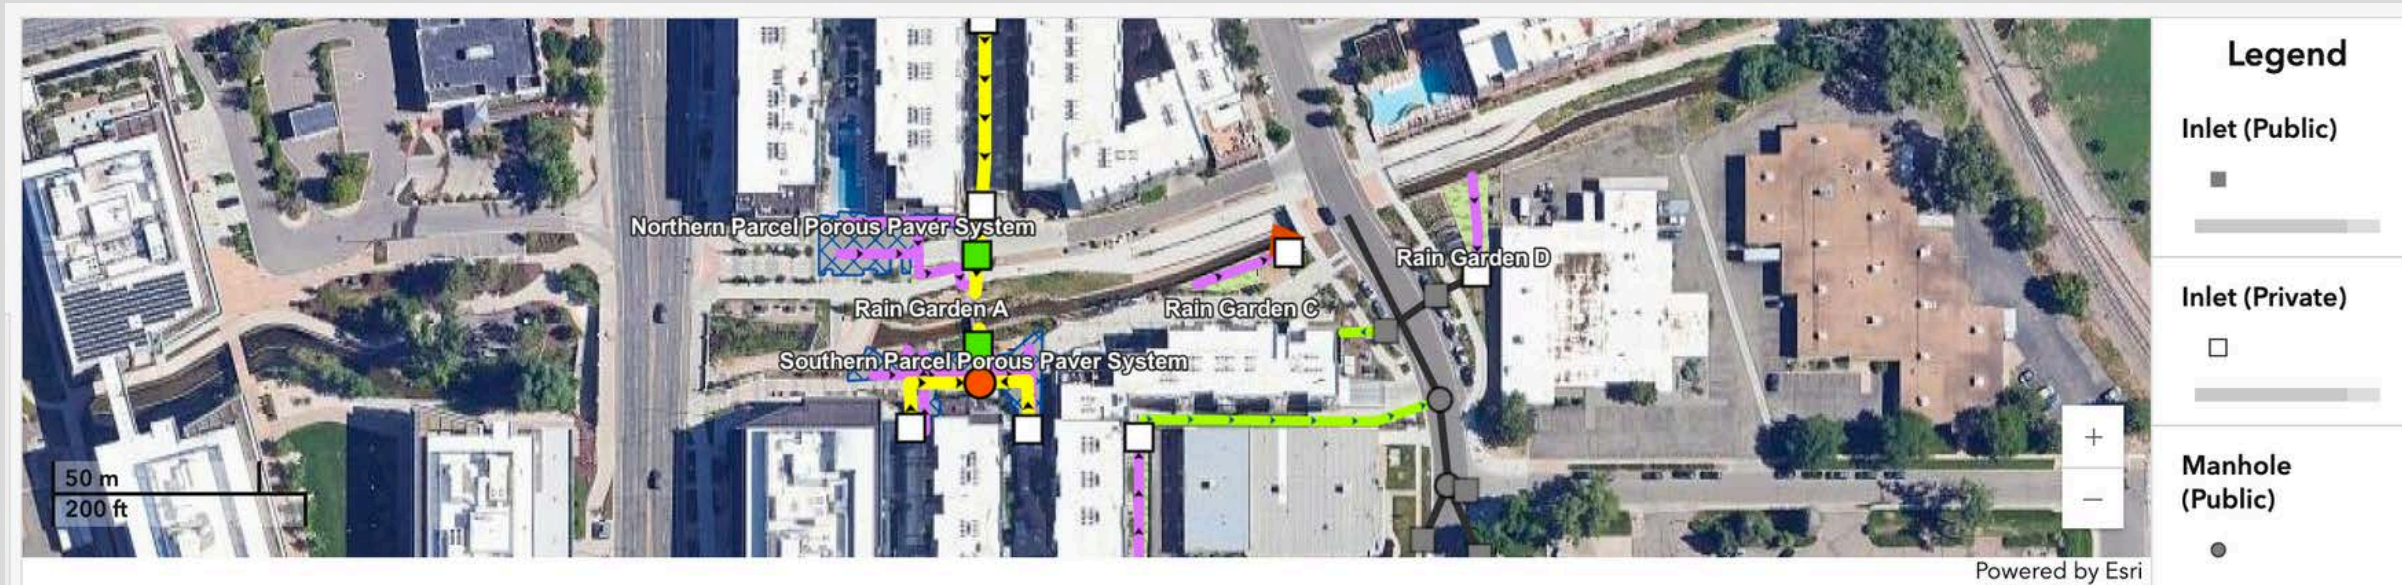 Northern Parcel Porous Paver System
Rain Garden D
Rain Garden A
Rain Garden C
Southern Parcel Porous Paver System
50 m
200 ft
+
−
Powered by Esri
Legend
Inlet (Public)
Inlet (Private)
Manhole
(Public)